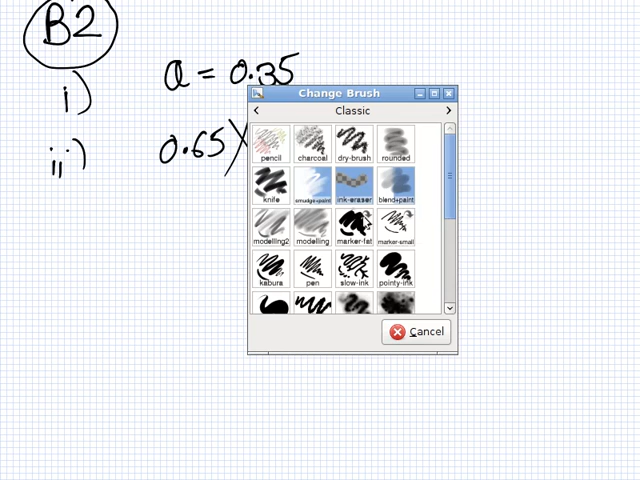 B2
i) a = 0.35
ii) 0.65
Change Brush
Classic
pencil charcoal dry-brush rounded
knife smudge+paint ink-eraser blend+paint
modelling2 modelling marker-fat marker-small
kabura pen slow-ink pointy-ink
Cancel